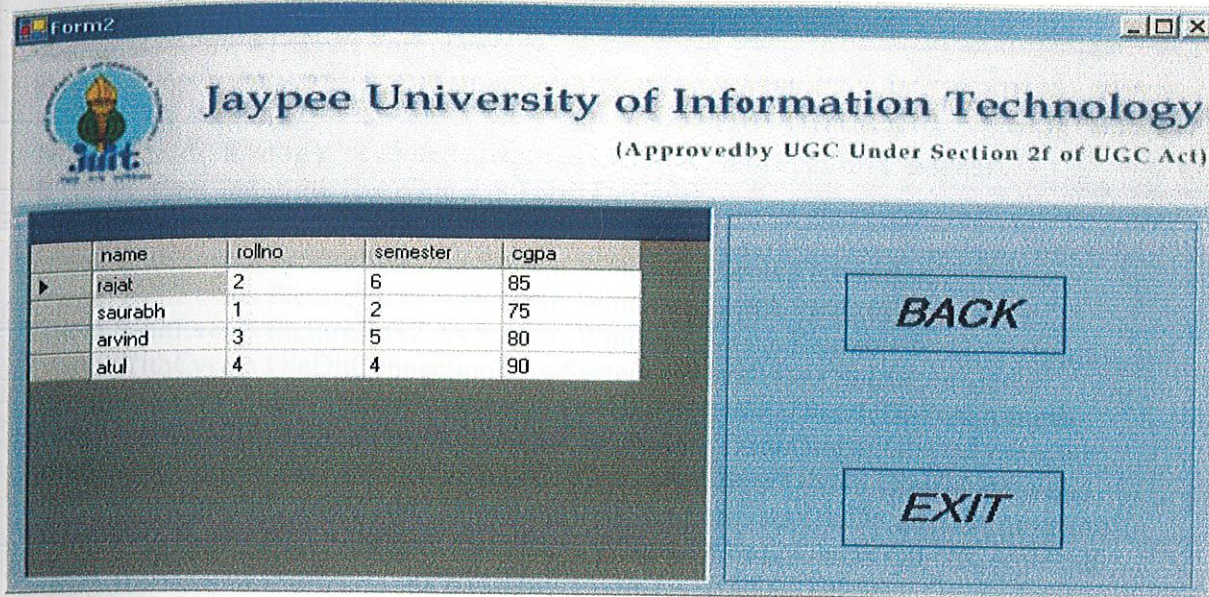 Form2
Jaypee University of Information Technology
(Approvedby UGC Under Section 2f of UGC Act)
juit
name rollno semester cgpa
rajat 2 6 85
saurabh 1 2 75
arvind 3 5 80
atul 4 4 90
BACK
EXIT